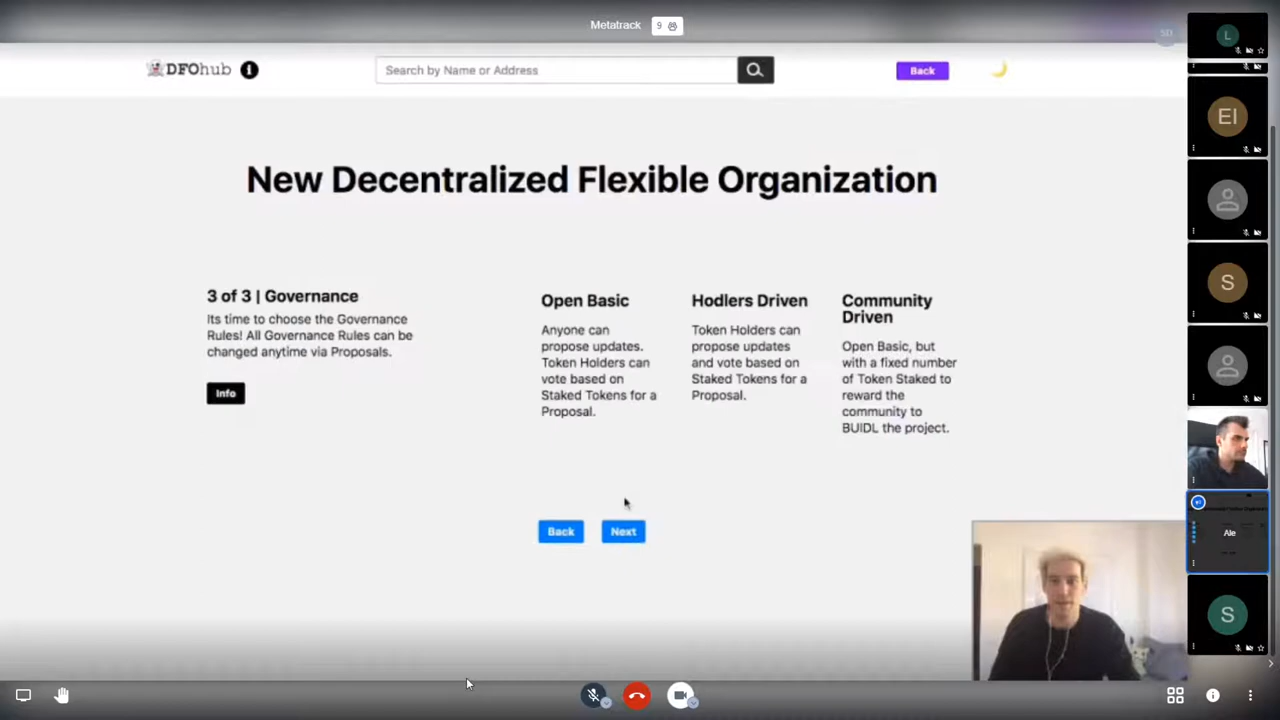 Metatrack
9
SD
L
DFOhub
Search by Name or Address
Back
EI
New Decentralized Flexible Organization
3 of 3 | Governance
Its time to choose the Governance
Rules! All Governance Rules can be
changed anytime via Proposals.
Info
Open Basic
Anyone can
propose updates.
Token Holders can
vote based on
Staked Tokens for a
Proposal.
Hodlers Driven
Token Holders can
propose updates
and vote based on
Staked Tokens for a
Proposal.
Community
Driven
Open Basic, but
with a fixed number
of Token Staked to
reward the
community to
BUIDL the project.
S
Back
Next
Ale
S